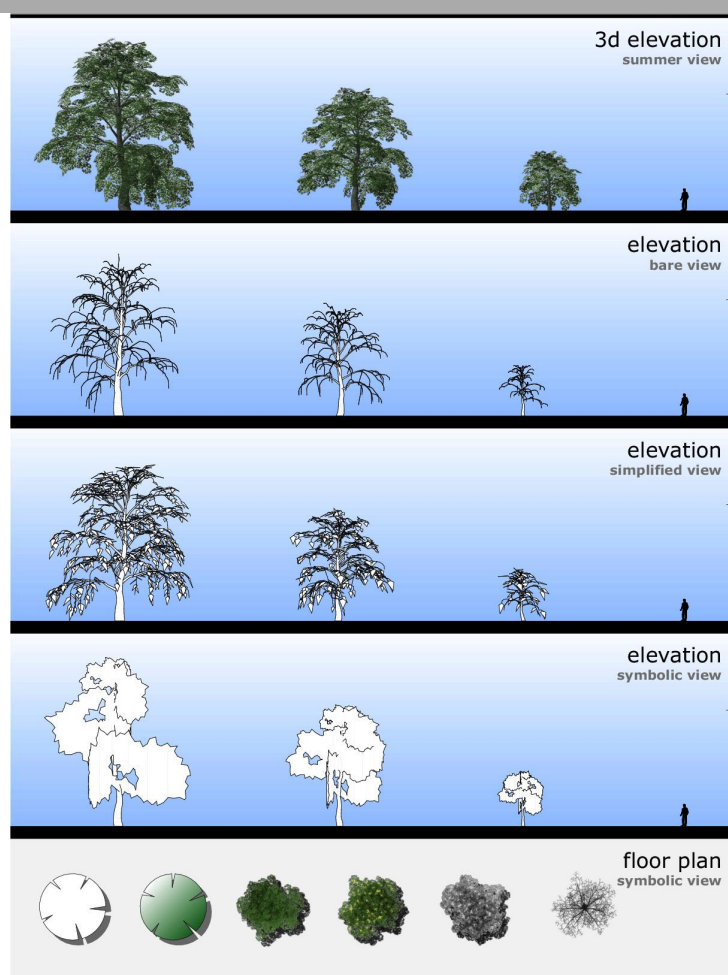 3d elevation
summer view
elevation
bare view
elevation
simplified view
elevation
symbolic view
floor plan
symbolic view